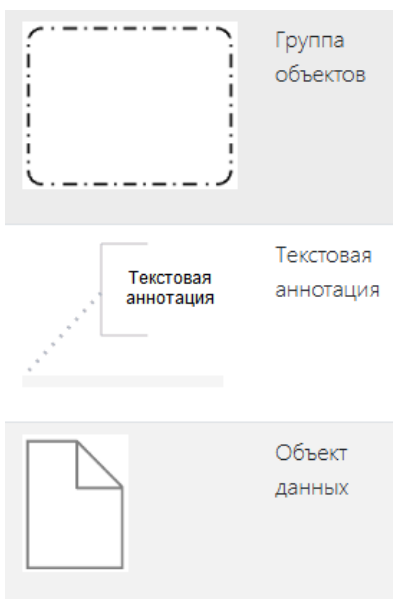 Группа
объектов
Текстовая
аннотация
Текстовая
аннотация
Объект
данных